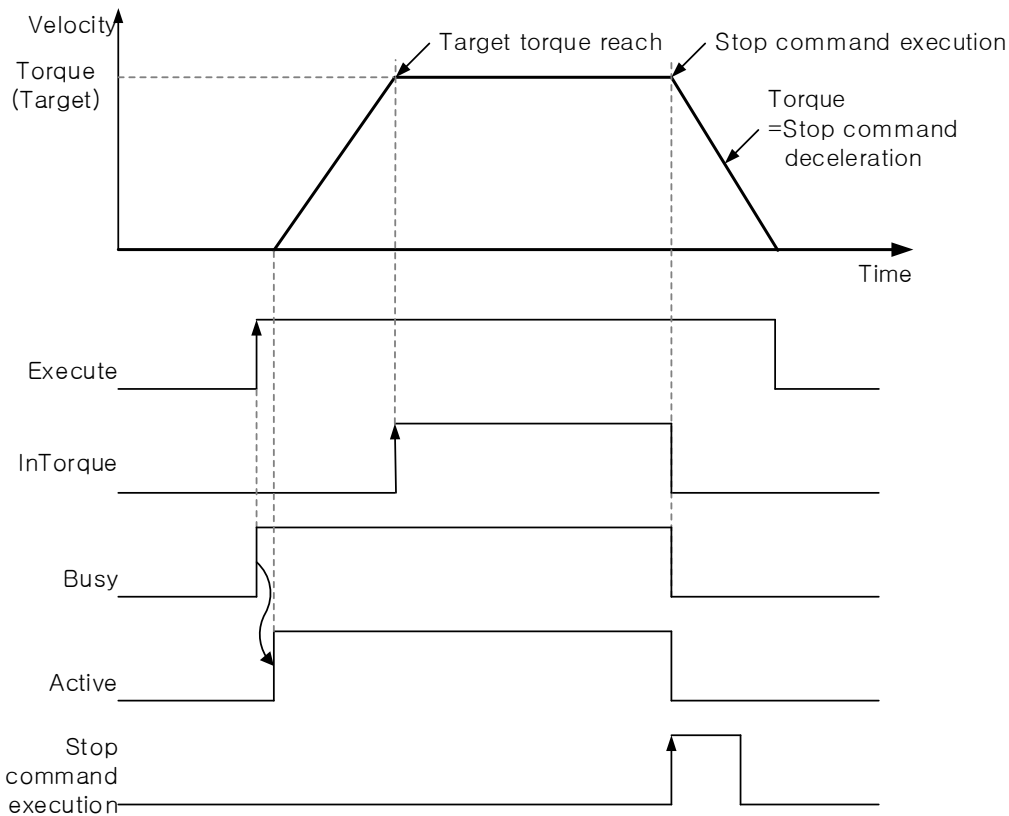 Velocity
Torque
(Target)
Target torque reach
Stop command execution
Torque
=Stop command
deceleration
Time
Execute
InTorque
Busy
Active
Stop
command
execution